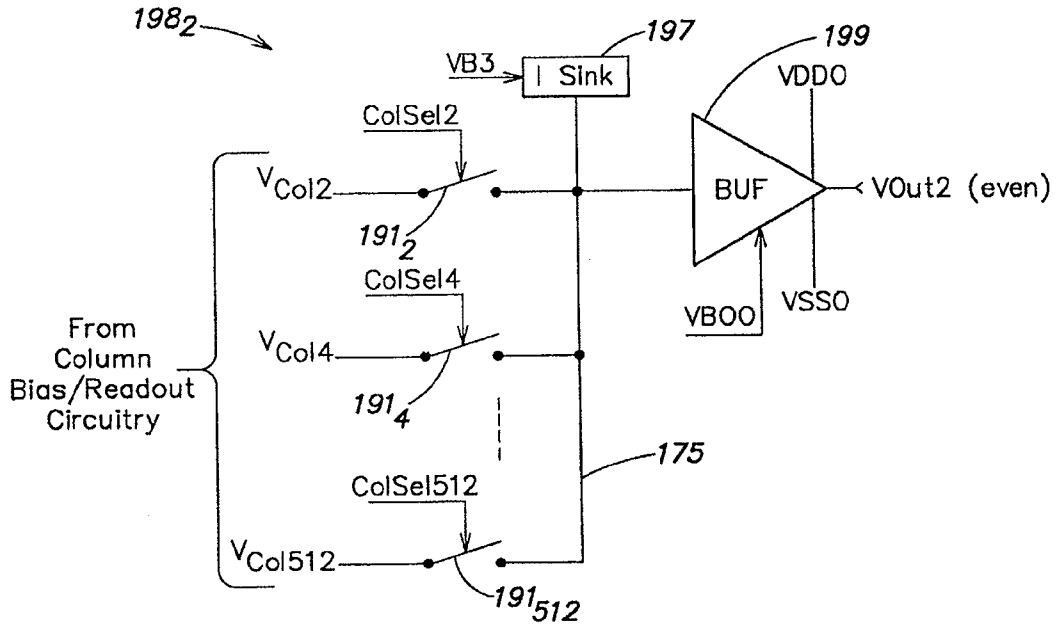 198₂
197
199
VB3
I Sink
VDDO
ColSel2
V_Col2
BUF
VOut2 (even)
191₂
ColSel4
VBOO
VSSO
From
Column
Bias/Readout
Circuitry
V_Col4
191₄
175
ColSel512
V_Col512
191₅₁₂